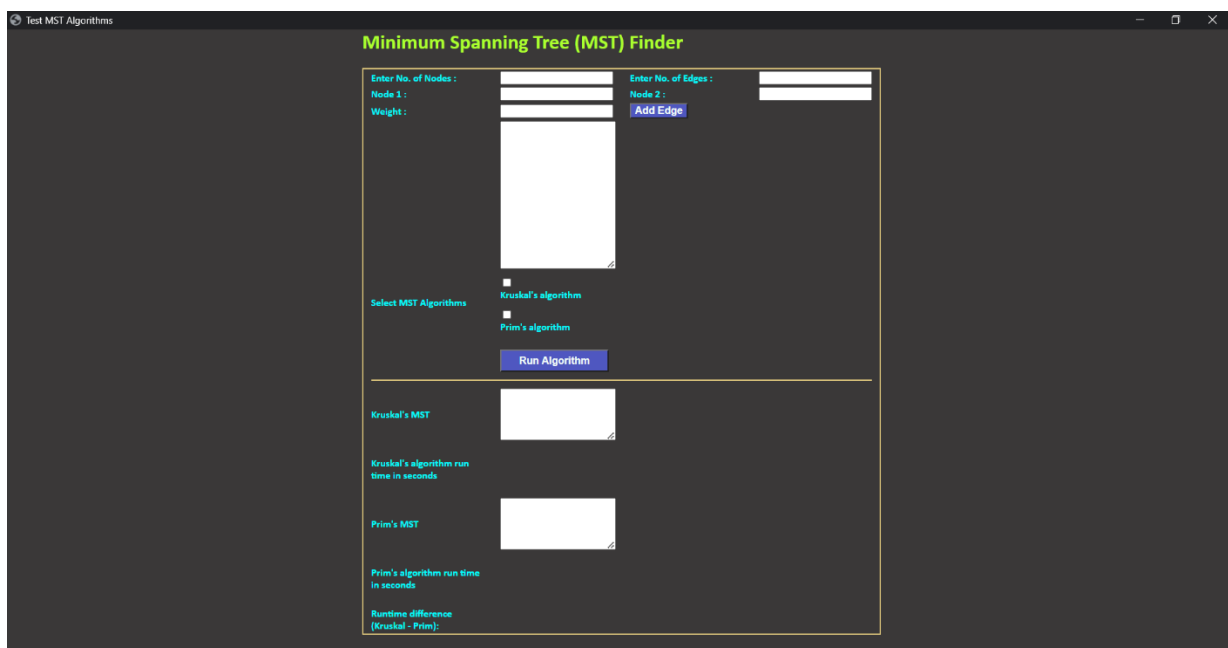 Test MST Algorithms
Minimum Spanning Tree (MST) Finder
Enter No. of Nodes :
Enter No. of Edges :
Node 1 :
Node 2 :
Weight :
Add Edge
Select MST Algorithms
Kruskal's algorithm
Prim's algorithm
Run Algorithm
Kruskal's MST
Kruskal's algorithm run
time in seconds
Prim's MST
Prim's algorithm run time
in seconds
Runtime difference
(Kruskal - Prim):